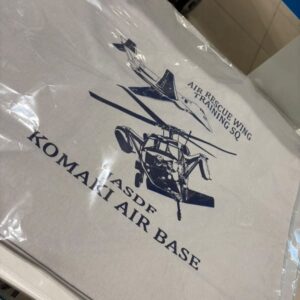 AIR RESCUE WING
TRAINING SQ
JASDF
KOMAKI AIR BASE